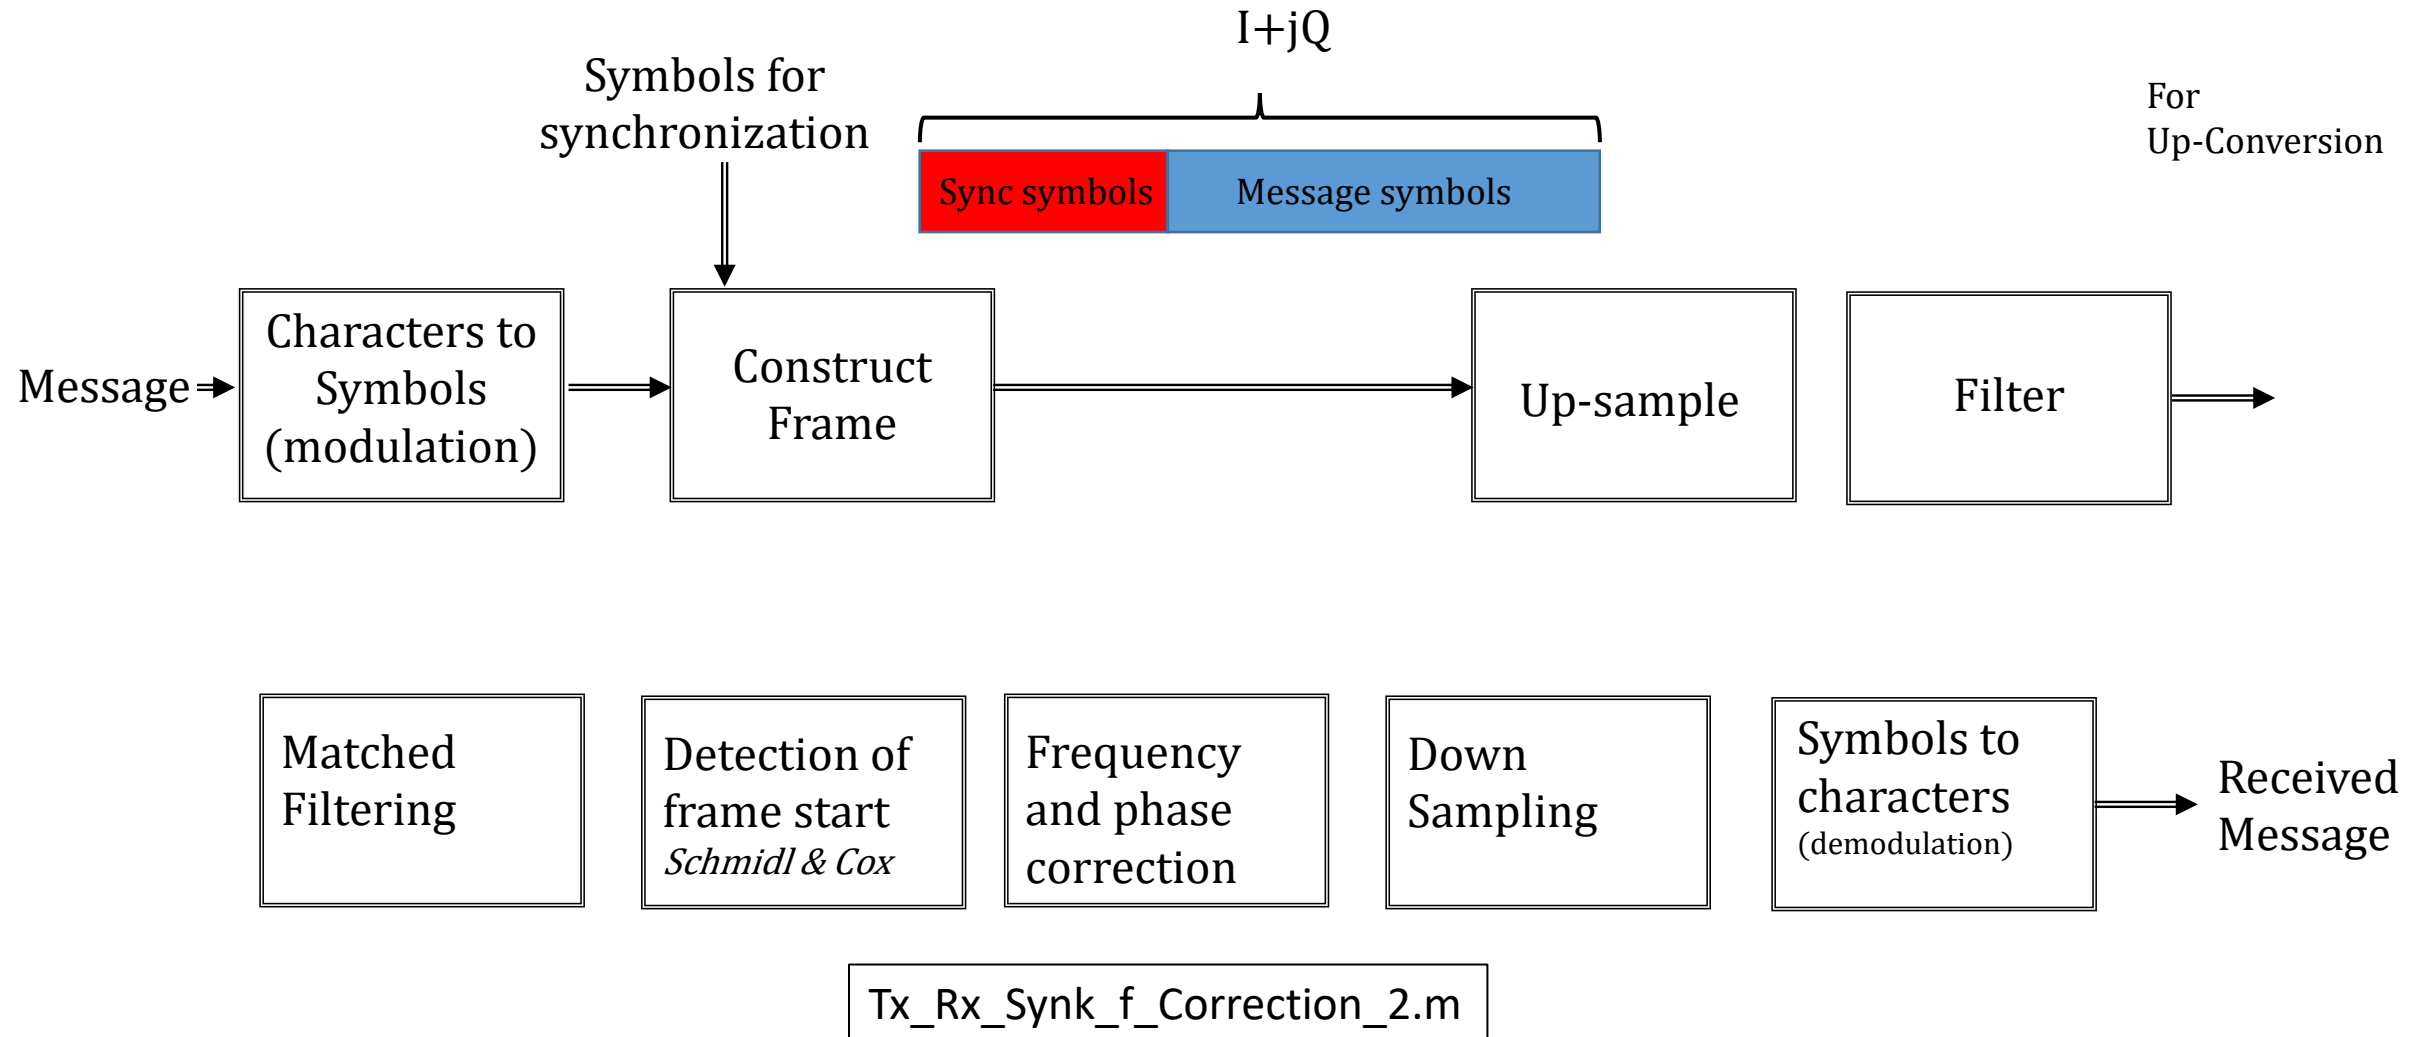 I+jQ
Symbols for
synchronization
For
Up-Conversion
Sync symbols
Message symbols
Message
Characters to
Symbols
(modulation)
Construct
Frame
Up-sample
Filter
Matched
Filtering
Detection of
frame start
Schmidl & Cox
Frequency
and phase
correction
Down
Sampling
Symbols to
characters
(demodulation)
Received
Message
Tx_Rx_Synk_f_Correction_2.m